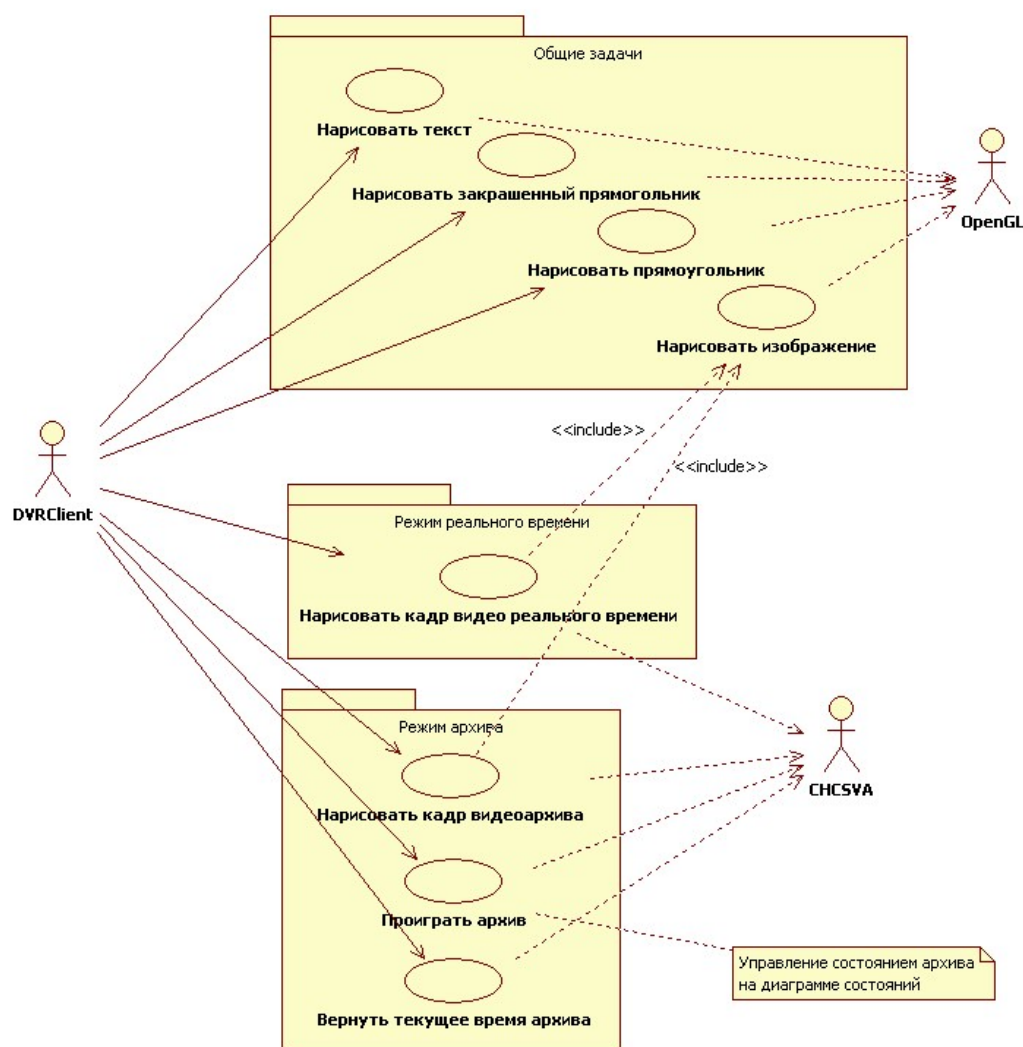 Общие задачи
Нарисовать текст
Нарисовать закрашенный прямогольник
OpenGL
Нарисовать прямоугольник
Нарисовать изображение
<<include>>
<<include>>
DVRClient
Режим реального времени
Нарисовать кадр видео реального времени
Режим архива
CHCSVA
Нарисовать кадр видеоархива
Проиграть архив
Управление состоянием архива
на диаграмме состояний
Вернуть текущее время архива